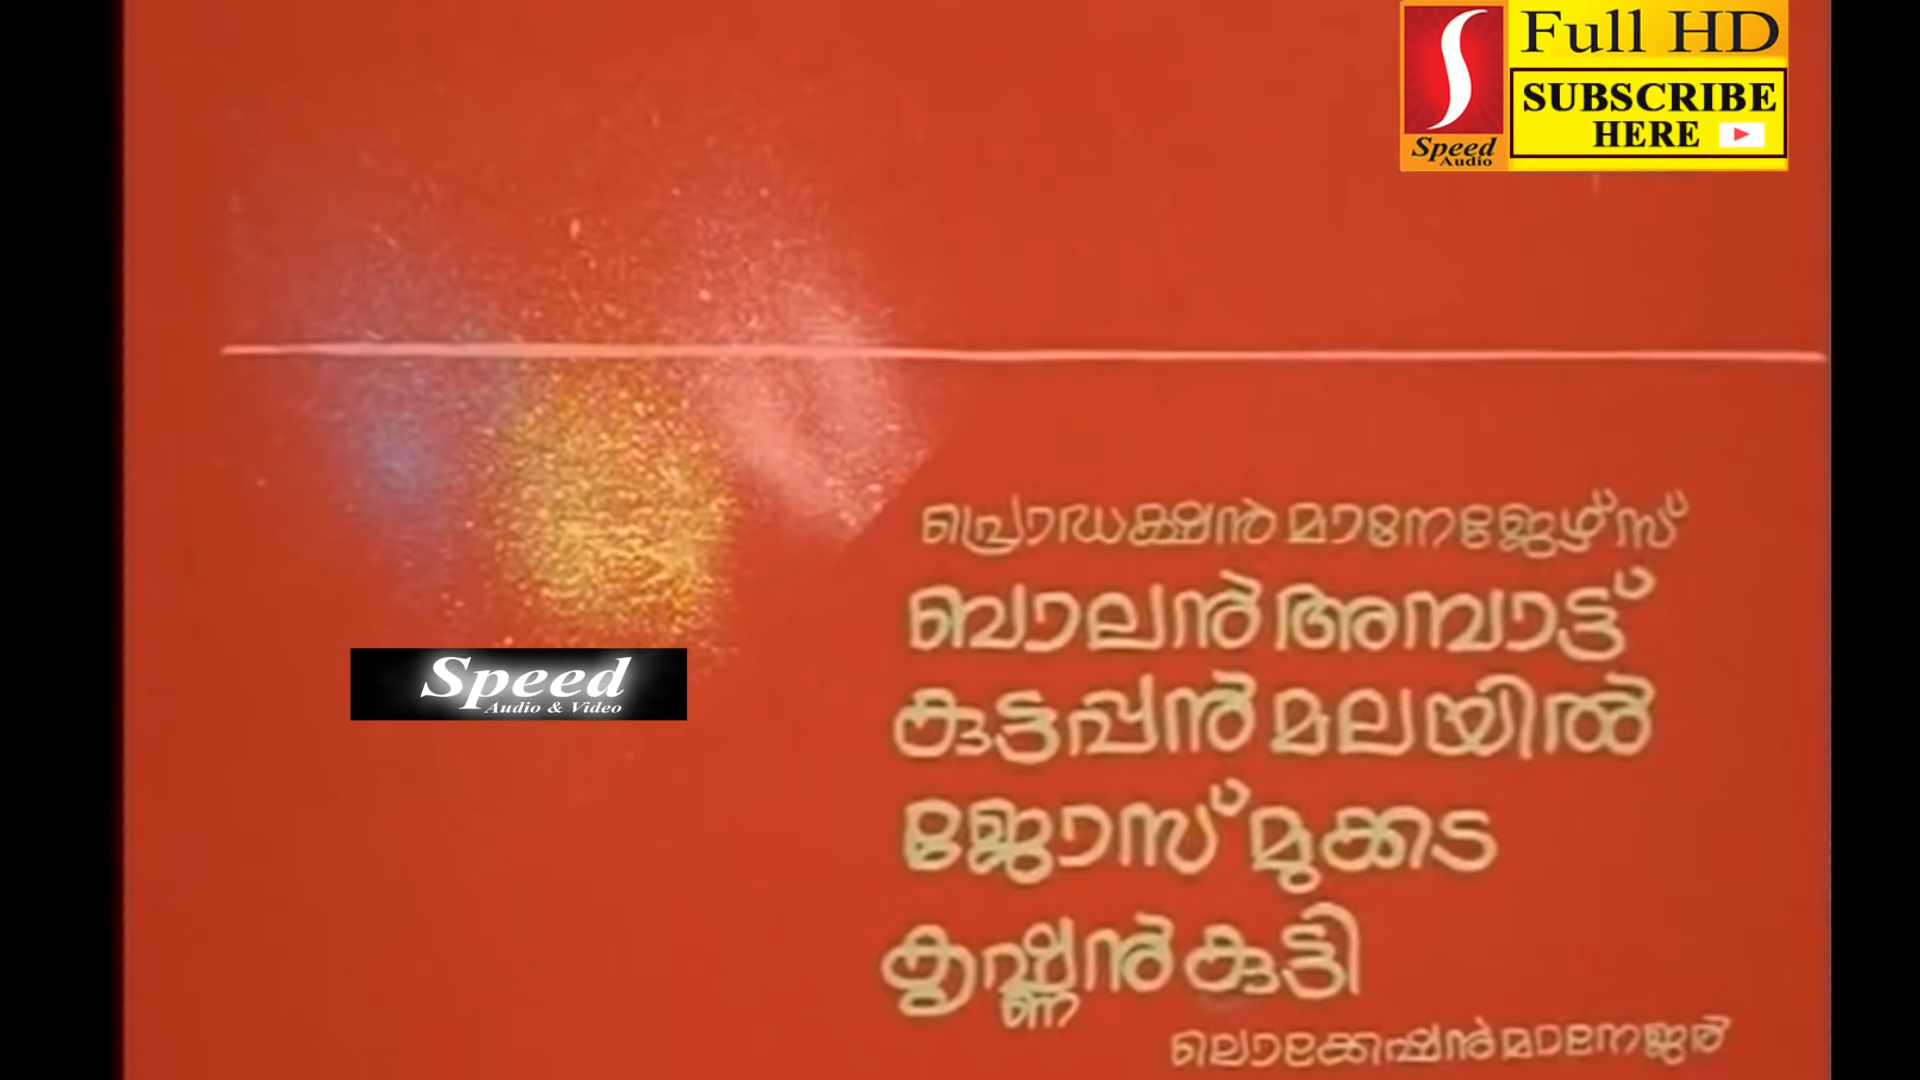 Full HD
SUBSCRIBE
HERE
Speed
Audio
പ്രൊഡക്ഷൻ മാനേജേഴ്സ്
ബാലൻ അമ്പാട്ട്
കുട്ടപ്പൻ മലയിൽ
Speed
Audio & Video
ജോസ് മുക്കട
കൃഷ്ണൻകുട്ടി
ലൊക്കേഷൻ മാനേജർ